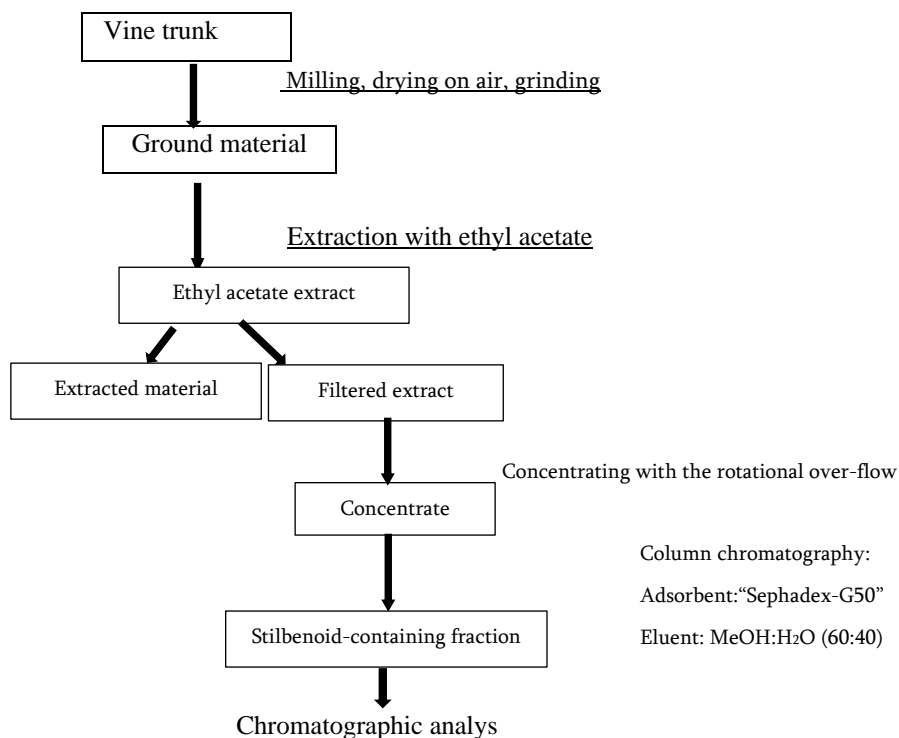 Vine trunk
Milling, drying on air, grinding
Ground material
Extraction with ethyl acetate
Ethyl acetate extract
Extracted material
Filtered extract
Concentrating with the rotational over-flow
Concentrate
Column chromatography:
Adsorbent:“Sephadex-G50”
Eluent: MeOH:H₂O (60:40)
Stilbenoid-containing fraction
Chromatographic analys